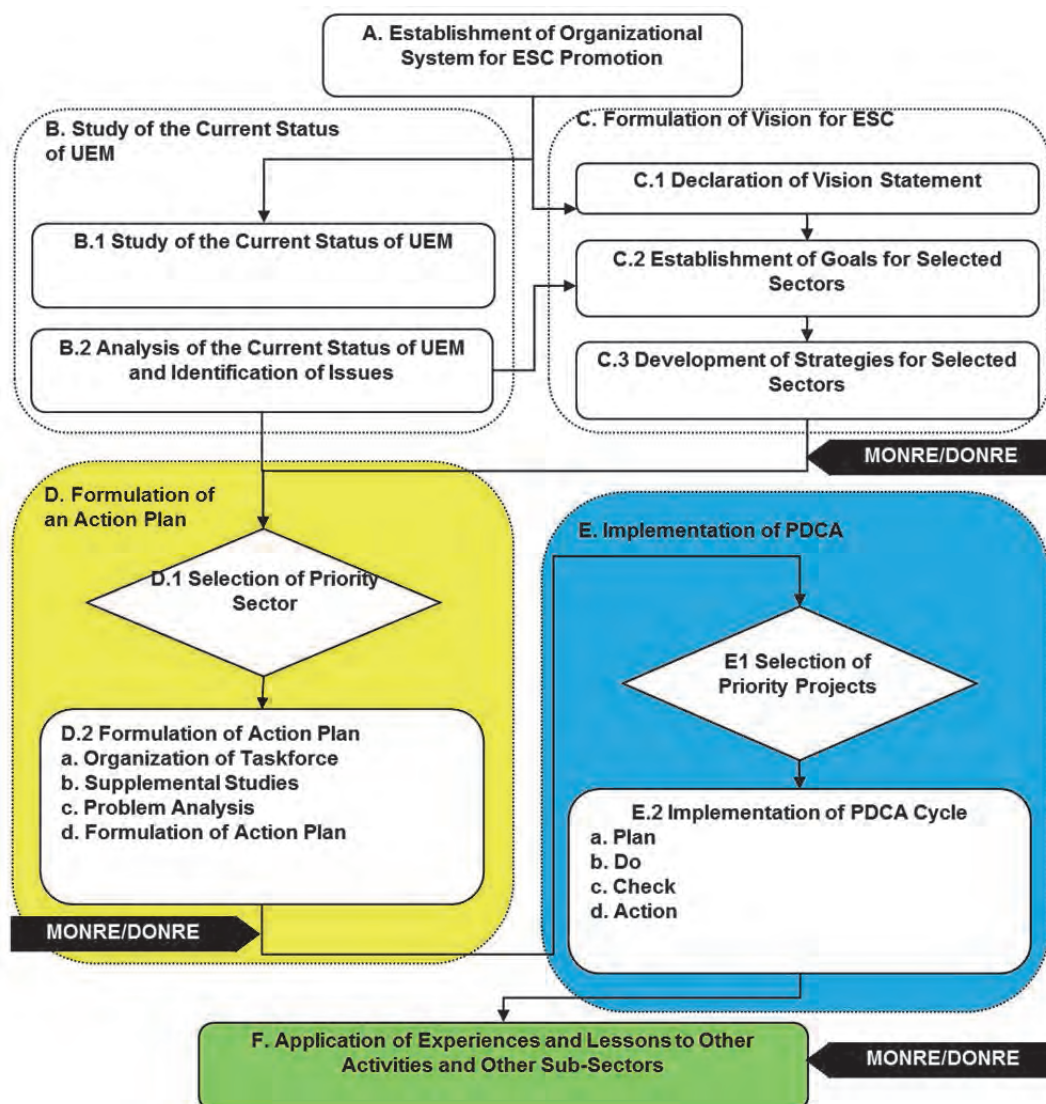 A. Establishment of Organizational
System for ESC Promotion
B. Study of the Current Status
of UEM
C. Formulation of Vision for ESC
C.1 Declaration of Vision Statement
B.1 Study of the Current Status of UEM
C.2 Establishment of Goals for Selected
Sectors
B.2 Analysis of the Current Status of UEM
and Identification of Issues
C.3 Development of Strategies for Selected
Sectors
MONRE/DONRE
D. Formulation of
an Action Plan
D.1 Selection of Priority
Sector
D.2 Formulation of Action Plan
a. Organization of Taskforce
b. Supplemental Studies
c. Problem Analysis
d. Formulation of Action Plan
MONRE/DONRE
E. Implementation of PDCA
E1 Selection of
Priority Projects
E.2 Implementation of PDCA Cycle
a. Plan
b. Do
c. Check
d. Action
F. Application of Experiences and Lessons to Other
Activities and Other Sub-Sectors
MONRE/DONRE